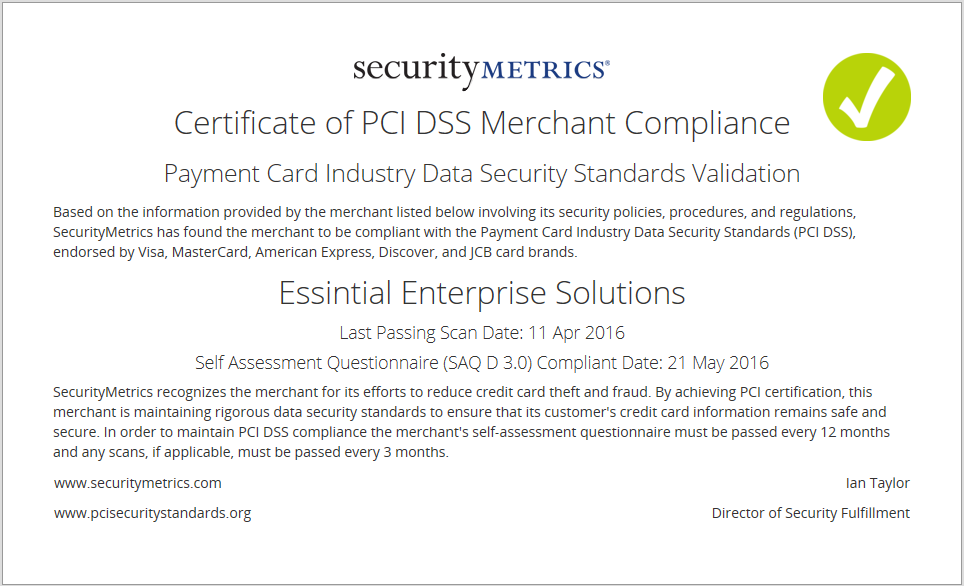 securityMETRICS®
Certificate of PCI DSS Merchant Compliance
Payment Card Industry Data Security Standards Validation
Based on the information provided by the merchant listed below involving its security policies, procedures, and regulations,
SecurityMetrics has found the merchant to be compliant with the Payment Card Industry Data Security Standards (PCI DSS),
endorsed by Visa, MasterCard, American Express, Discover, and JCB card brands.
Essintial Enterprise Solutions
Last Passing Scan Date: 11 Apr 2016
Self Assessment Questionnaire (SAQ D 3.0) Compliant Date: 21 May 2016
SecurityMetrics recognizes the merchant for its efforts to reduce credit card theft and fraud. By achieving PCI certification, this
merchant is maintaining rigorous data security standards to ensure that its customer's credit card information remains safe and
secure. In order to maintain PCI DSS compliance the merchant's self-assessment questionnaire must be passed every 12 months
and any scans, if applicable, must be passed every 3 months.
www.securitymetrics.com
Ian Taylor
www.pcisecuritystandards.org
Director of Security Fulfillment